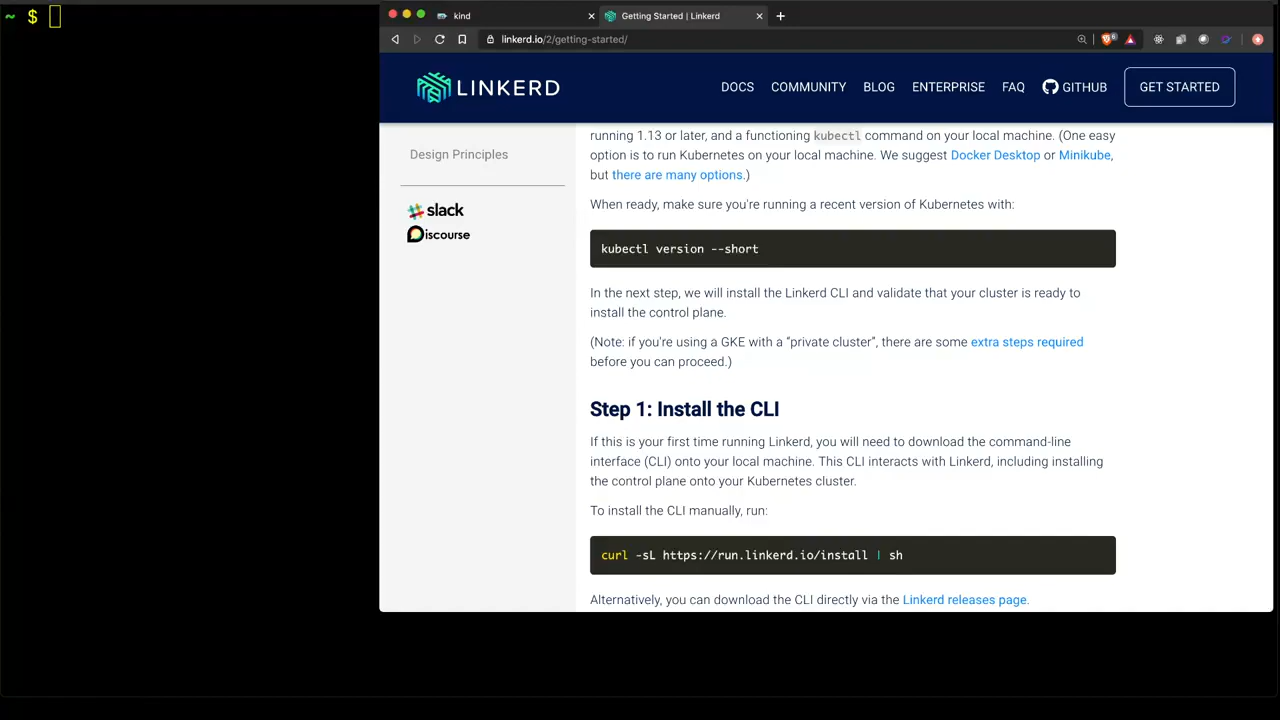 ~ $
kind
Getting Started | Linkerd
linkerd.io/2/getting-started/
6
LINKERD
DOCS
COMMUNITY
BLOG
ENTERPRISE
FAQ
GITHUB
GET STARTED
Design Principles
slack
Discourse
running 1.13 or later, and a functioning kubectl command on your local machine. (One easy
option is to run Kubernetes on your local machine. We suggest Docker Desktop or Minikube,
but there are many options.)
When ready, make sure you're running a recent version of Kubernetes with:
kubectl version --short
In the next step, we will install the Linkerd CLI and validate that your cluster is ready to
install the control plane.
(Note: if you're using a GKE with a “private cluster”, there are some extra steps required
before you can proceed.)
Step 1: Install the CLI
If this is your first time running Linkerd, you will need to download the command-line
interface (CLI) onto your local machine. This CLI interacts with Linkerd, including installing
the control plane onto your Kubernetes cluster.
To install the CLI manually, run:
curl -sL https://run.linkerd.io/install | sh
Alternatively, you can download the CLI directly via the Linkerd releases page.